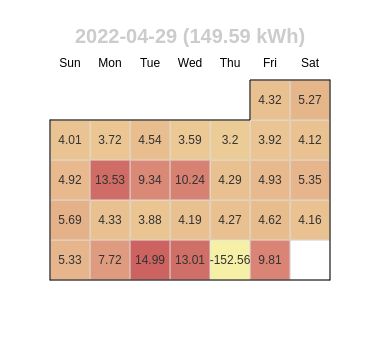 2022-04-29 (149.59 kWh)
Sun Mon Tue Wed Thu Fri Sat
4.32 5.27
4.01 3.72 4.54 3.59 3.2 3.92 4.12
4.92 13.53 9.34 10.24 4.29 4.93 5.35
5.69 4.33 3.88 4.19 4.27 4.62 4.16
5.33 7.72 14.99 13.01 -152.56 9.81